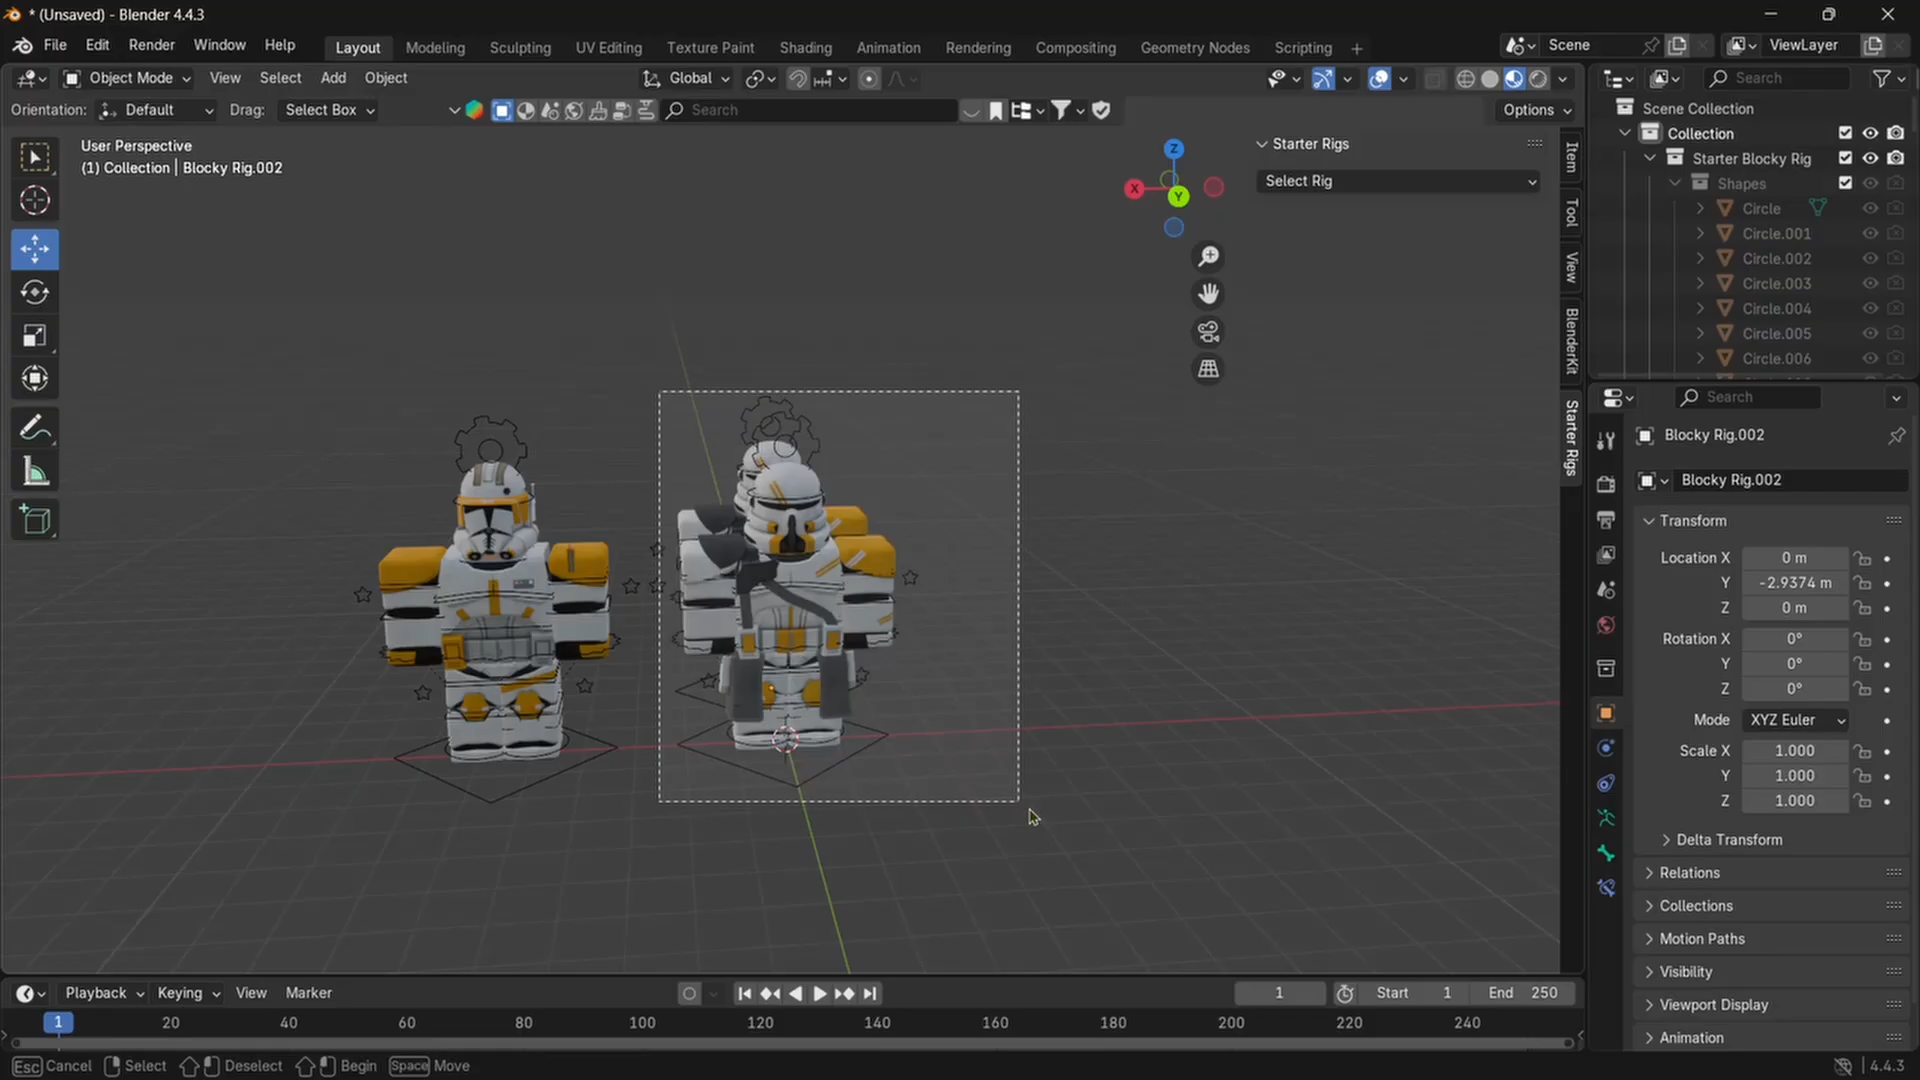 * (Unsaved) - Blender 4.4.3
File Edit Render Window Help Layout Modeling Sculpting UV Editing Texture Paint Shading Animation Rendering Compositing Geometry Nodes Scripting + Scene ViewLayer
Object Mode View Select Add Object Global Search
Orientation: Default Drag: Select Box Search Options
User Perspective
(1) Collection | Blocky Rig.002
Z
X
Y
Starter Rigs
Select Rig
Item
Tool
View
BlenderKit
Starter Rigs
Scene Collection
Collection
Starter Blocky Rig
Shapes
Circle
Circle.001
Circle.002
Circle.003
Circle.004
Circle.005
Circle.006
Search
Blocky Rig.002
Blocky Rig.002
Transform
Location X 0 m
Y -2.9374 m
Z 0 m
Rotation X 0°
Y 0°
Z 0°
Mode XYZ Euler
Scale X 1.000
Y 1.000
Z 1.000
Delta Transform
Relations
Collections
Motion Paths
Visibility
Viewport Display
Animation
Playback Keying View Marker 1 Start 1 End 250
1 20 40 60 80 100 120 140 160 180 200 220 240
Esc Cancel Select Deselect Begin Space Move 4.4.3